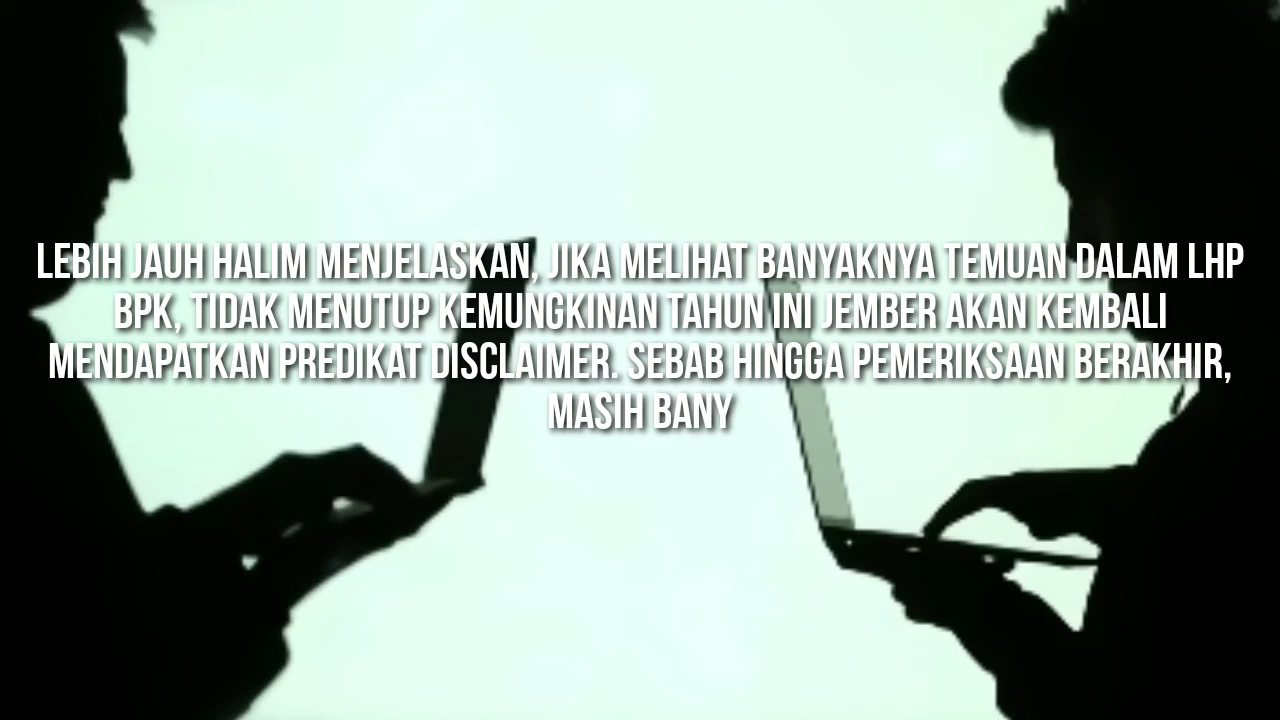 LEBIH JAUH HALIM MENJELASKAN, JIKA MELIHAT BANYAKNYA TEMUAN DALAM LHP
BPK, TIDAK MENUTUP KEMUNGKINAN TAHUN INI JEMBER AKAN KEMBALI
MENDAPATKAN PREDIKAT DISCLAIMER. SEBAB HINGGA PEMERIKSAAN BERAKHIR,
MASIH BANY